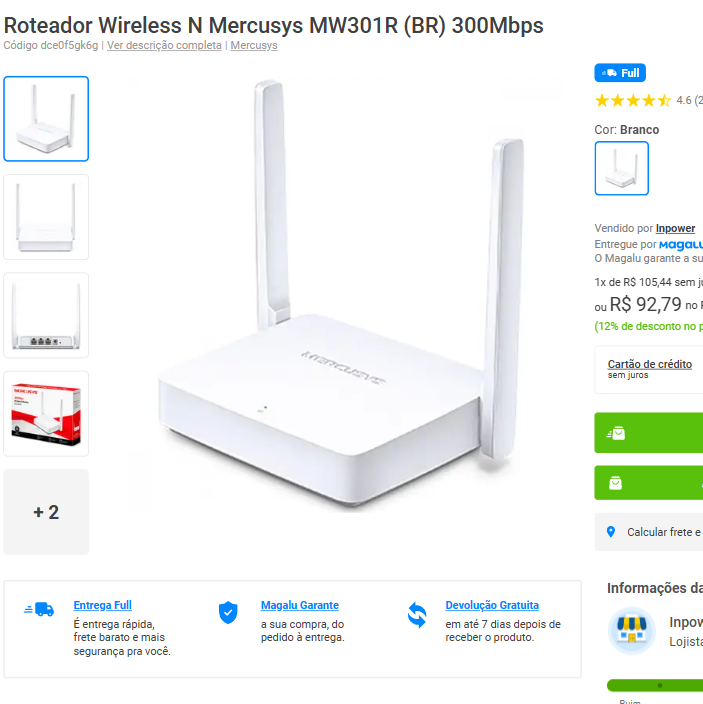 Roteador Wireless N Mercusys MW301R (BR) 300Mbps
Código dce0f5gk6g | Ver descrição completa | Mercusys
MERCUSYS
+ 2
Full
4.6 (2
Cor: Branco
Vendido por Inpower
Entregue por Magalu
O Magalu garante a su
1x de R$ 105,44 sem ju
ou R$ 92,79 no P
(12% de desconto no p
Cartão de crédito
sem juros
Calcular frete e
Informações da
Inpow
Lojista
Ruim
Entrega Full
É entrega rápida,
frete barato e mais
segurança pra você.
Magalu Garante
a sua compra, do
pedido à entrega.
Devolução Gratuita
em até 7 dias depois de
receber o produto.